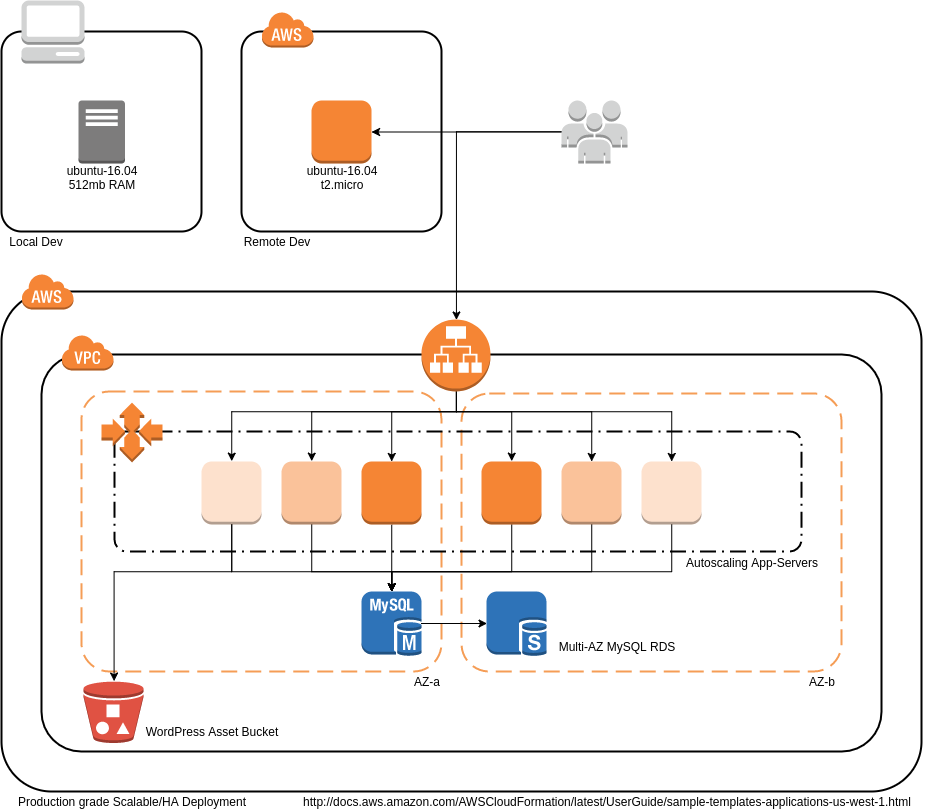 AWS
ubuntu-16.04
512mb RAM
ubuntu-16.04
t2.micro
Local Dev
Remote Dev
AWS
VPC
Autoscaling App-Servers
MySQL
M
S
Multi-AZ MySQL RDS
AZ-a
AZ-b
WordPress Asset Bucket
Production grade Scalable/HA Deployment
http://docs.aws.amazon.com/AWSCloudFormation/latest/UserGuide/sample-templates-applications-us-west-1.html